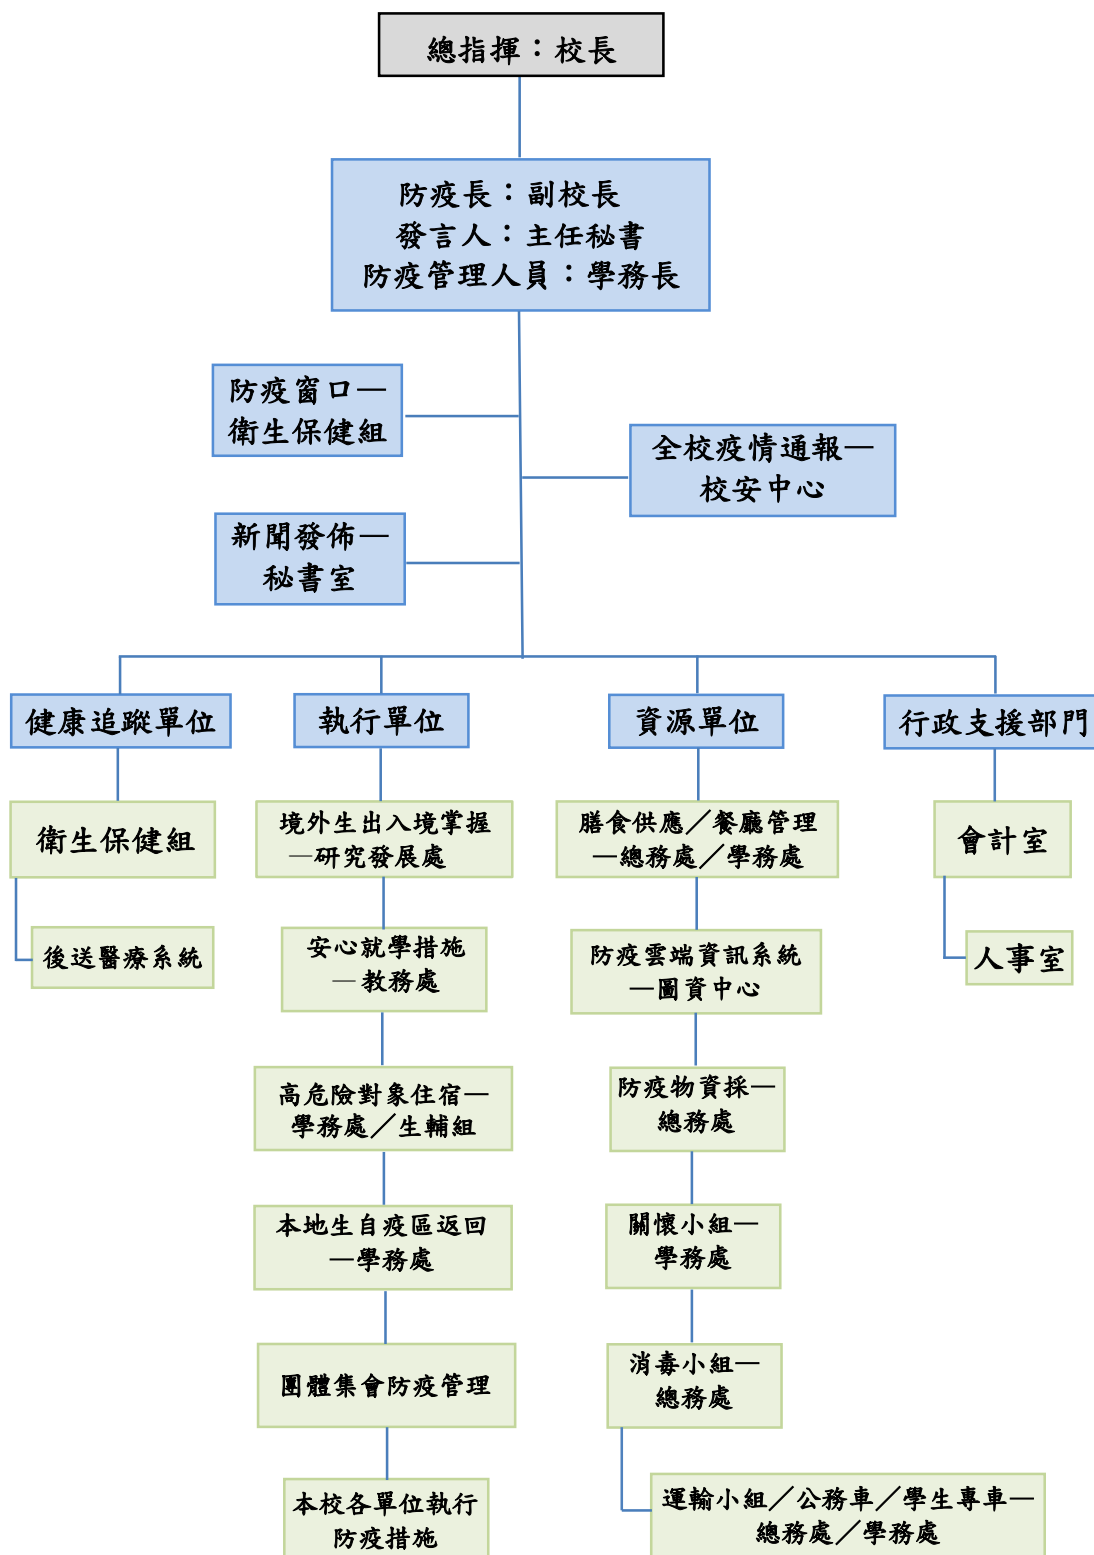 總指揮：校長
防疫長：副校長
發言人：主任秘書
防疫管理人員：學務長
防疫窗口—
衛生保健組
全校疫情通報—
校安中心
新聞發佈—
秘書室
健康追蹤單位
執行單位
資源單位
行政支援部門
衛生保健組
後送醫療系統
境外生出入境掌握
—研究發展處
安心就學措施
—教務處
高危險對象住宿—
學務處／生輔組
本地生自疫區返回
—學務處
團體集會防疫管理
本校各單位執行
防疫措施
膳食供應／餐廳管理
—總務處／學務處
防疫雲端資訊系統
—圖資中心
防疫物資採—
總務處
關懷小組—
學務處
消毒小組—
總務處
運輸小組／公務車／學生專車—
總務處／學務處
會計室
人事室